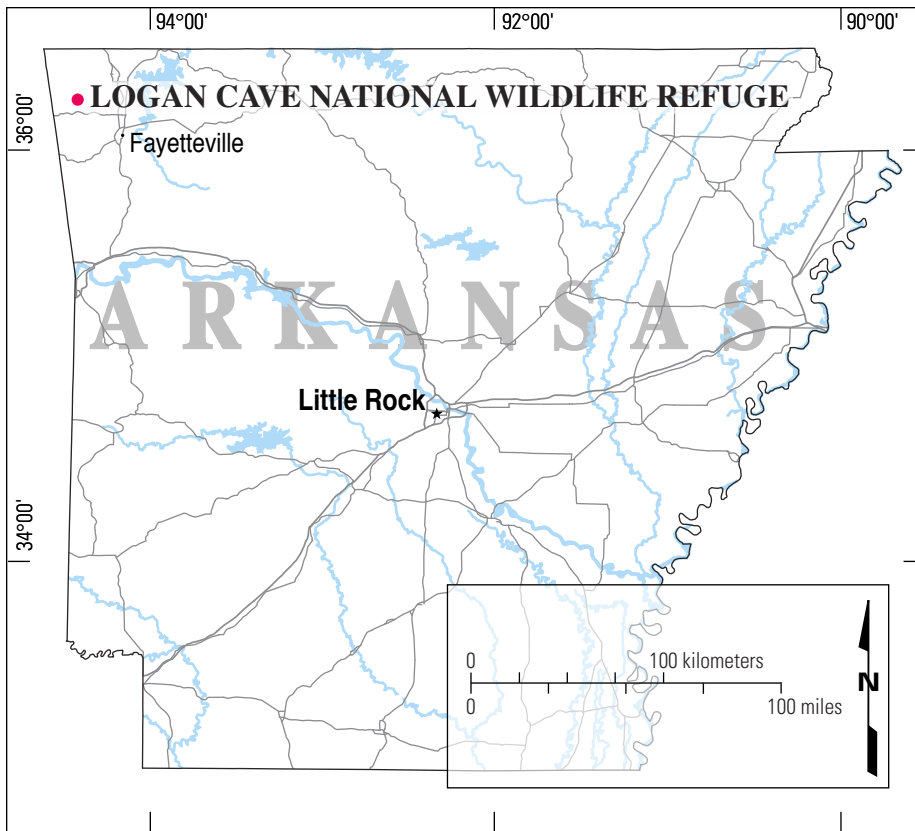 94°00'
92°00'
90°00'
LOGAN CAVE NATIONAL WILDLIFE REFUGE
36°00'
Fayetteville
ARKANSAS
Little Rock
34°00'
0
100 kilometers
0
100 miles
N